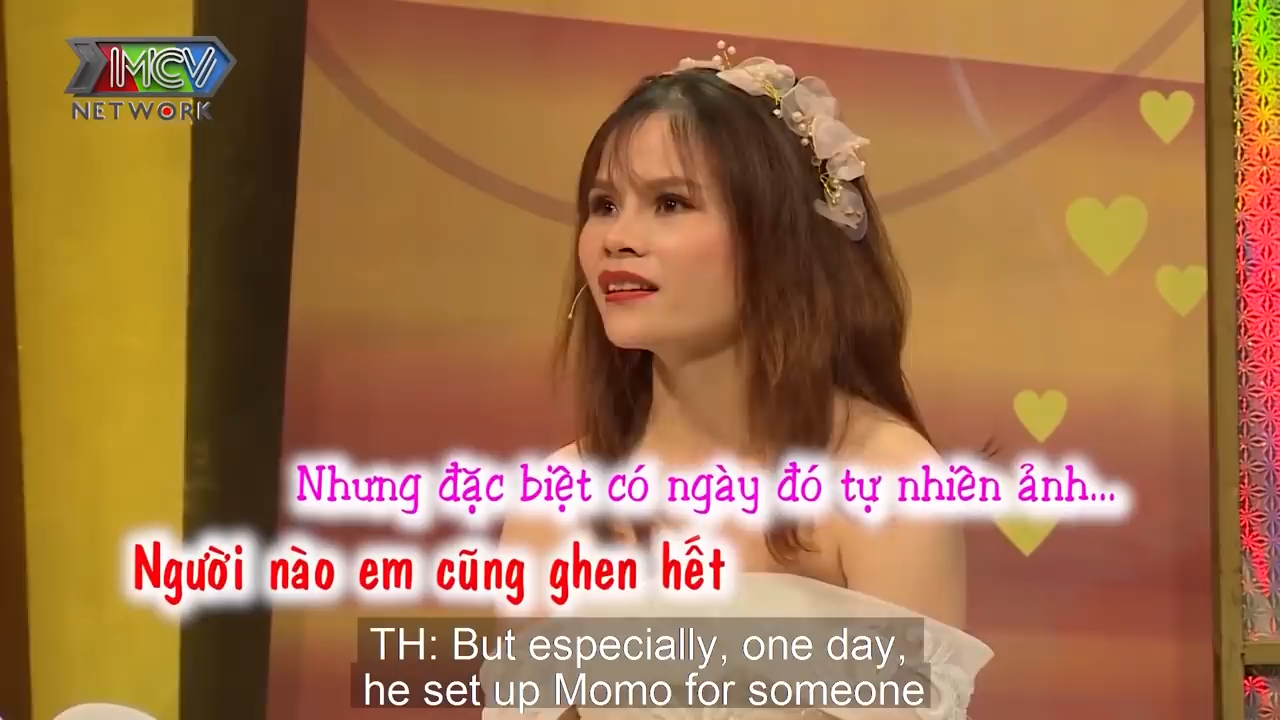 MCV
NETWORK
Nhưng đặc biệt có ngày đó tự nhiên ảnh...
Người nào em cũng ghen hết
TH: But especially, one day,
he set up Momo for someone